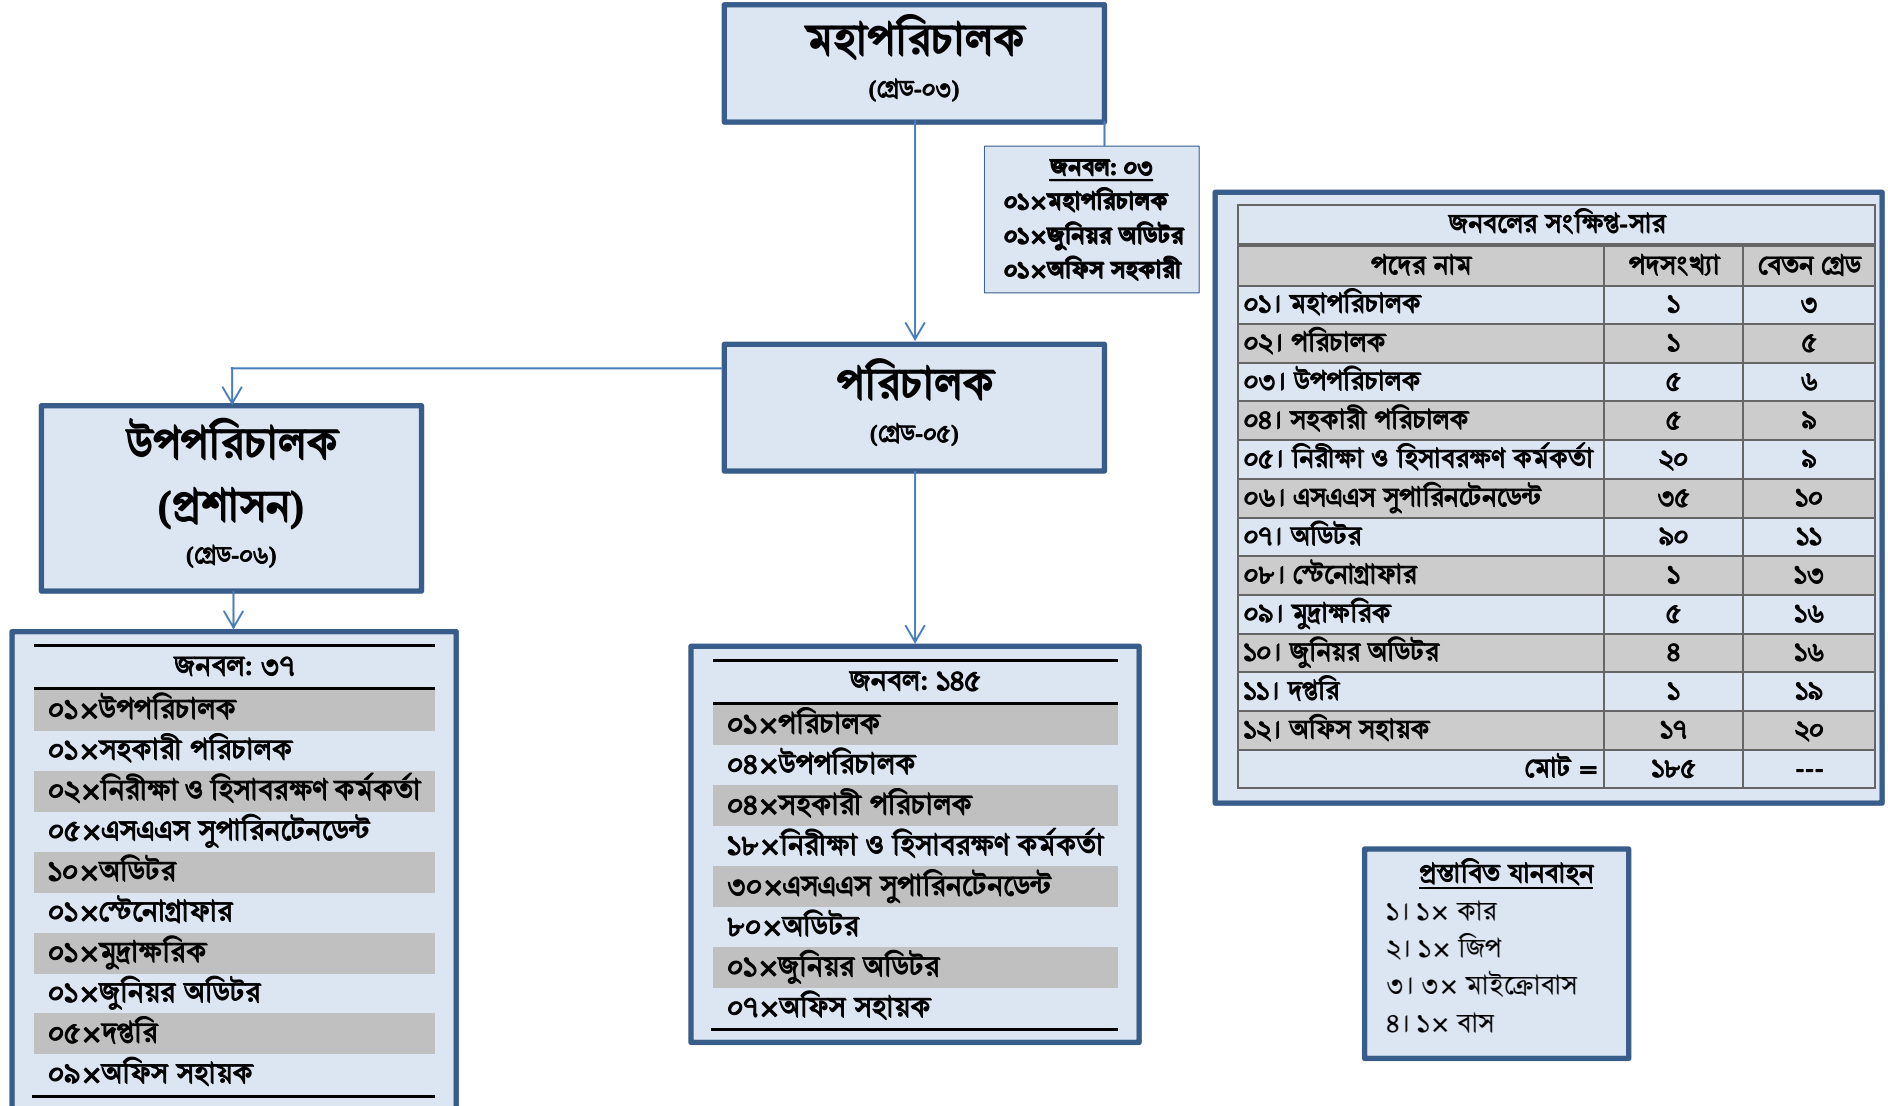 মহাপরিচালক
(গ্রেড-০৩)
জনবল: ০৩
০১×মহাপরিচালক
০১×জুনিয়র অডিটর
০১×অফিস সহকারী
পরিচালক
(গ্রেড-০৫)
উপপরিচালক
(প্রশাসন)
(গ্রেড-০৬)
জনবল: ৩৭
০১×উপপরিচালক
০১×সহকারী পরিচালক
০২×নিরীক্ষা ও হিসাবরক্ষণ কর্মকর্তা
০৫×এসএএস সুপারিনটেনডেন্ট
১০×অডিটর
০১×স্টেনোগ্রাফার
০১×মুদ্রাক্ষরিক
০১×জুনিয়র অডিটর
০৫×দপ্তরি
০৯×অফিস সহায়ক
জনবল: ১৪৫
০১×পরিচালক
০৪×উপপরিচালক
০৪×সহকারী পরিচালক
১৮×নিরীক্ষা ও হিসাবরক্ষণ কর্মকর্তা
৩০×এসএএস সুপারিনটেনডেন্ট
৮০×অডিটর
০১×জুনিয়র অডিটর
০৭×অফিস সহায়ক
জনবলের সংক্ষিপ্ত-সার
পদের নাম পদসংখ্যা বেতন গ্রেড
০১। মহাপরিচালক ১ ৩
০২। পরিচালক ১ ৫
০৩। উপপরিচালক ৫ ৬
০৪। সহকারী পরিচালক ৫ ৯
০৫। নিরীক্ষা ও হিসাবরক্ষণ কর্মকর্তা ২০ ৯
০৬। এসএএস সুপারিনটেনডেন্ট ৩৫ ১০
০৭। অডিটর ৯০ ১১
০৮। স্টেনোগ্রাফার ১ ১৩
০৯। মুদ্রাক্ষরিক ৫ ১৬
১০। জুনিয়র অডিটর ৪ ১৬
১১। দপ্তরি ১ ১৯
১২। অফিস সহায়ক ১৭ ২০
মোট = ১৮৫ ---
প্রস্তাবিত যানবাহন
১। ১× কার
২। ১× জিপ
৩। ৩× মাইক্রোবাস
৪। ১× বাস